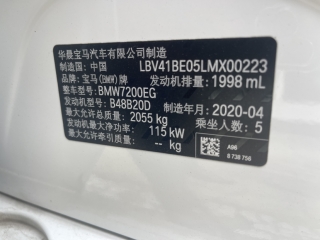 华晨宝马汽车有限公司制造
制造国：中国 LBV41BE05LMX00223
品牌：宝马(BMW)牌 发动机排量：1998 mL
整车型号：BMW7200EG
发动机型号：B48B20D 制造年月：2020-04
最大允许总质量：2055 kg 乘坐人数：5
发动机最大净功率：115 kW
最大允许牵引质量：-- kg
A96
8 738 756